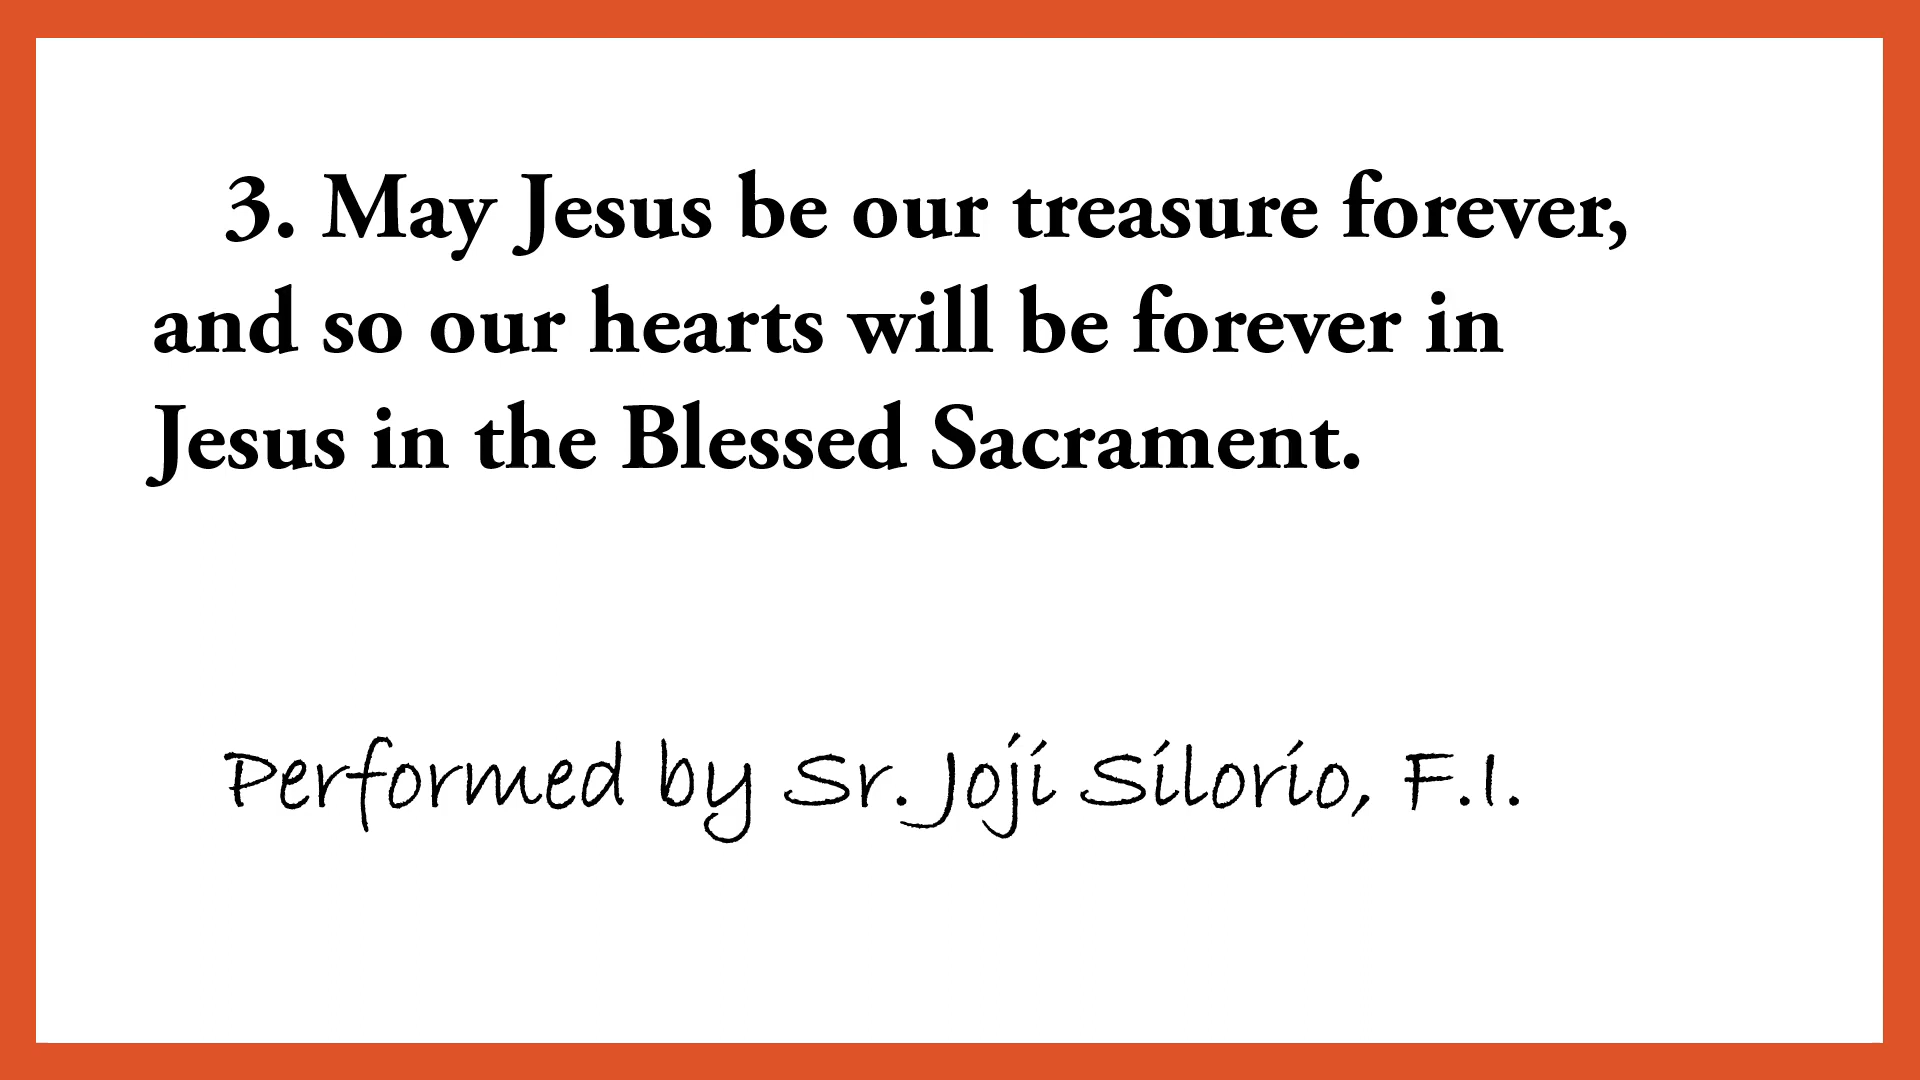 3. May Jesus be our treasure forever,
and so our hearts will be forever in
Jesus in the Blessed Sacrament.
Performed by Sr. Joji Silorio, F.I.